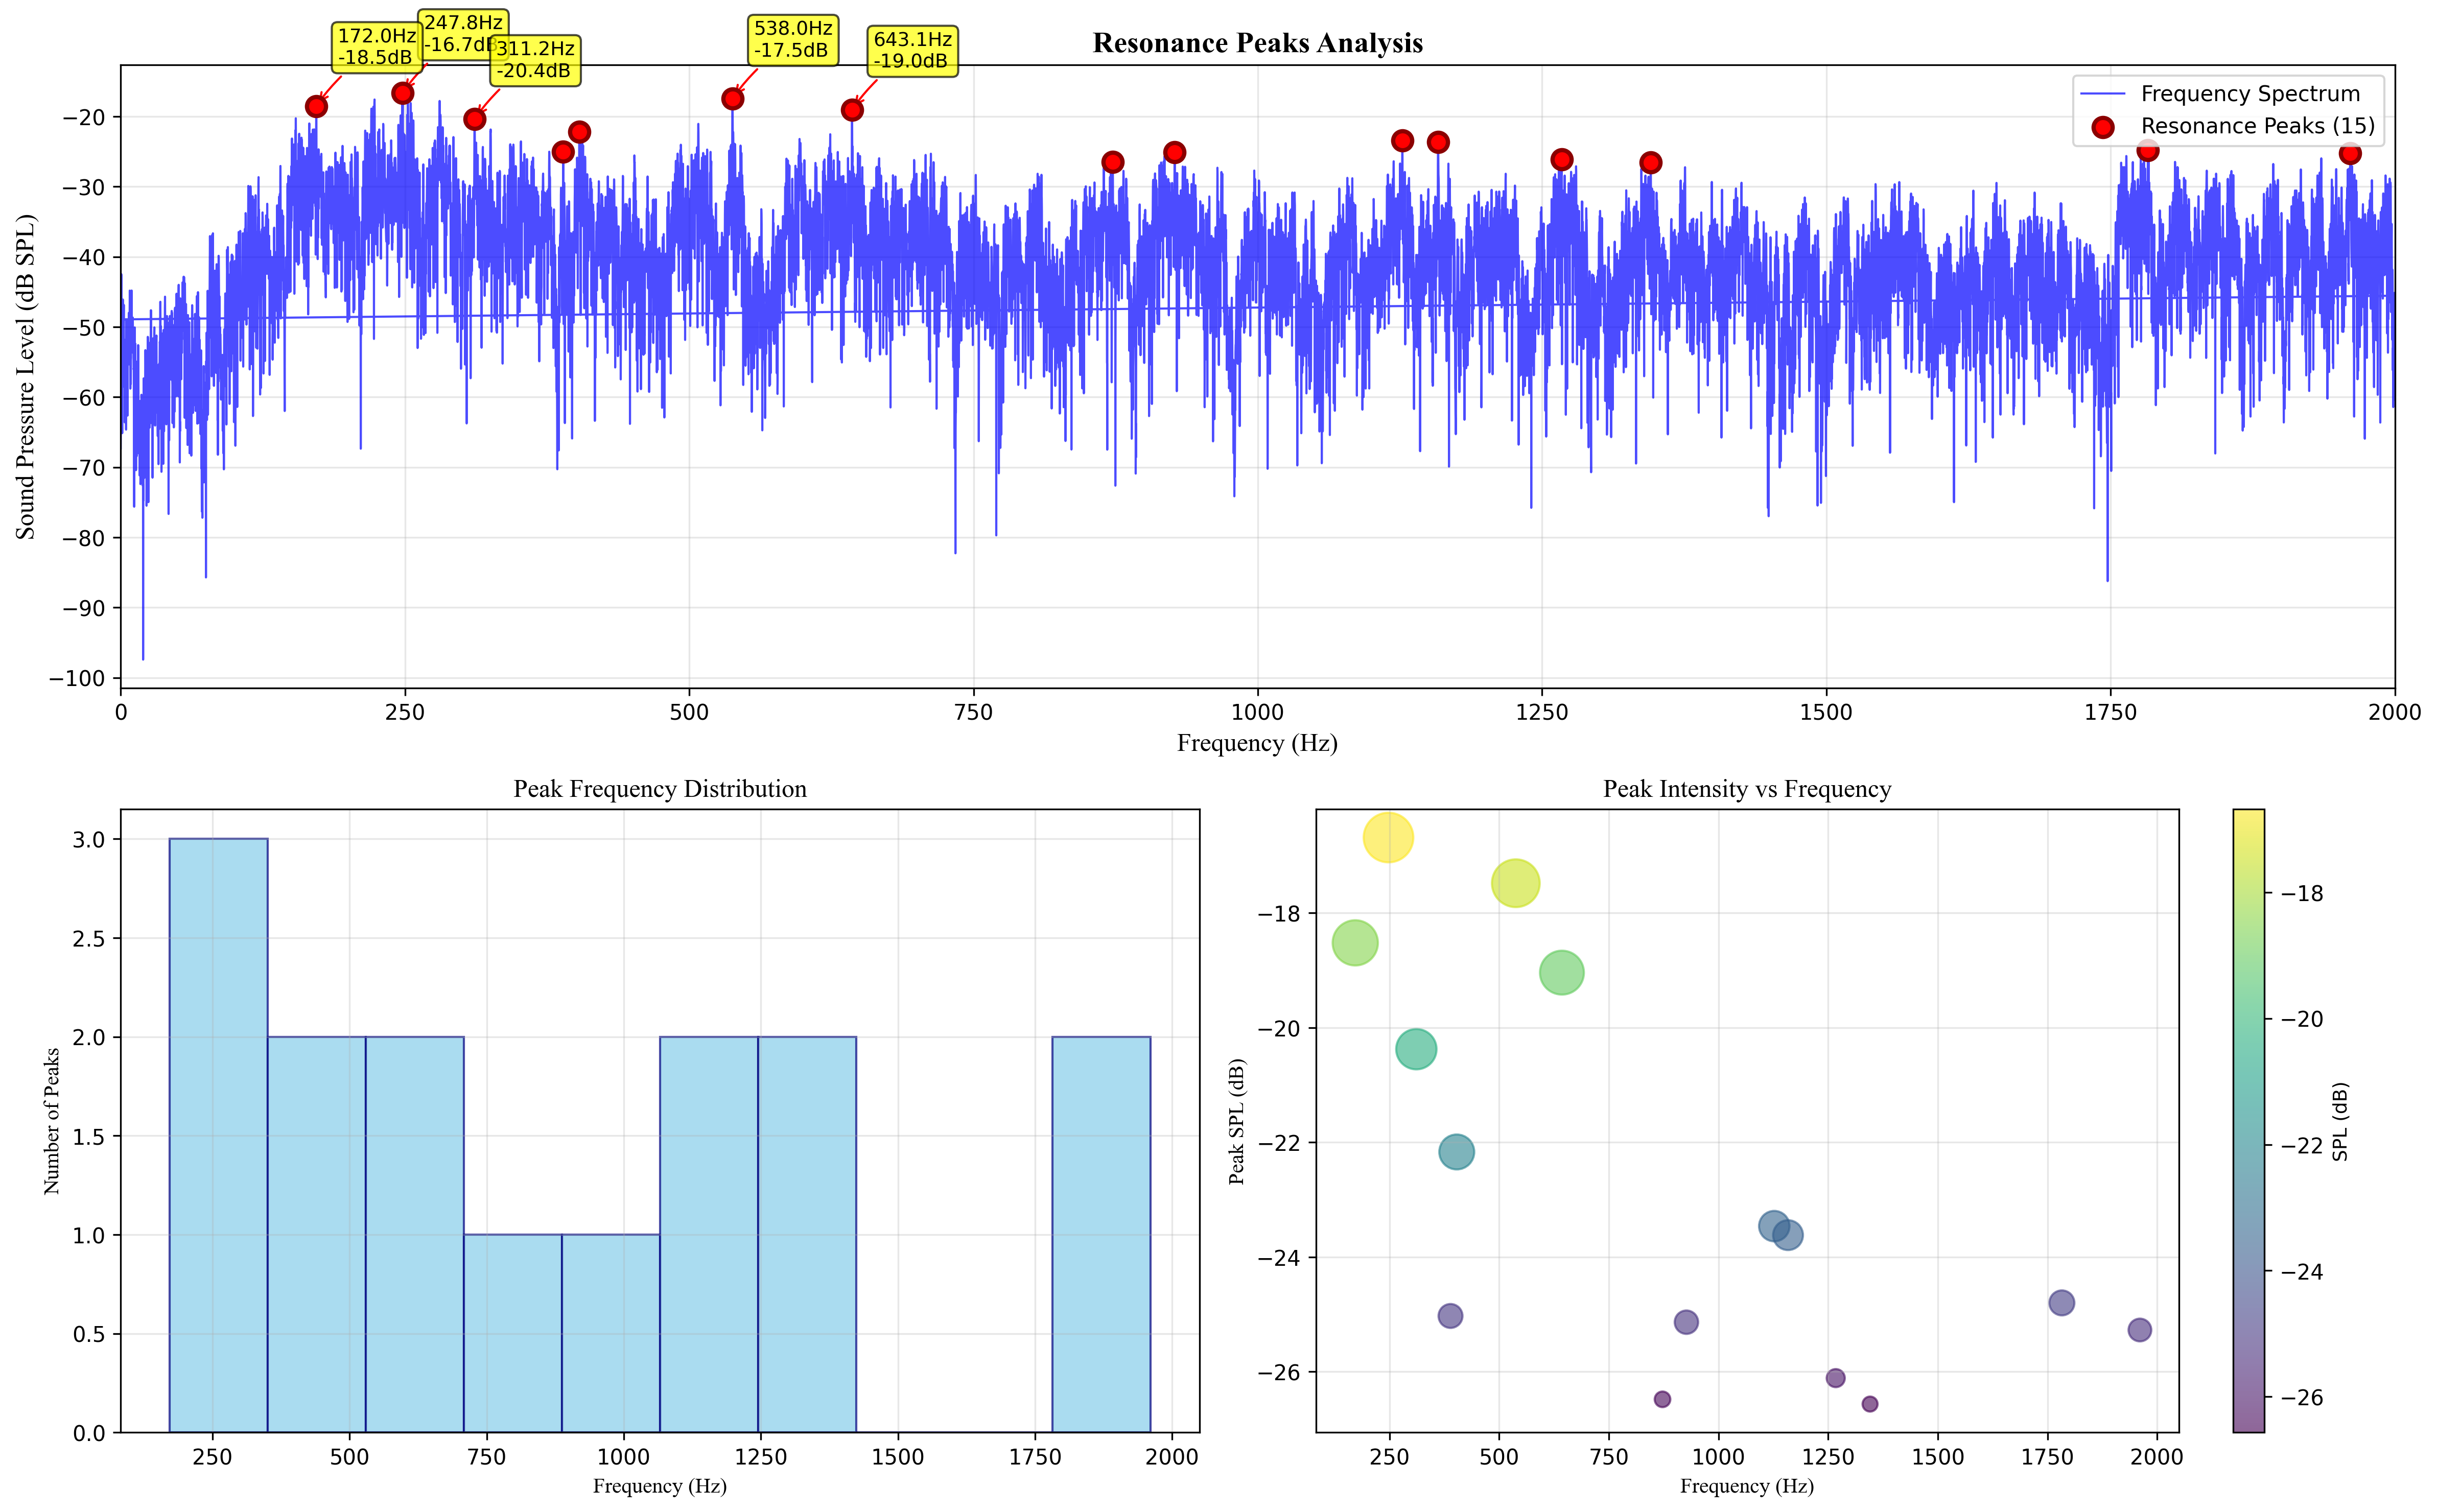 172.0Hz
-18.5dB
247.8Hz
-16.7dB
311.2Hz
-20.4dB
538.0Hz
-17.5dB
643.1Hz
-19.0dB
Resonance Peaks Analysis
Frequency Spectrum
Resonance Peaks (15)
Sound Pressure Level (dB SPL)
−20
−30
−40
−50
−60
−70
−80
−90
−100
0
250
500
750
1000
1250
1500
1750
2000
Frequency (Hz)
Peak Frequency Distribution
Number of Peaks
3.0
2.5
2.0
1.5
1.0
0.5
0.0
250
500
750
1000
1250
1500
1750
2000
Frequency (Hz)
Peak Intensity vs Frequency
Peak SPL (dB)
−18
−20
−22
−24
−26
250
500
750
1000
1250
1500
1750
2000
Frequency (Hz)
−18
−20
−22
−24
−26
SPL (dB)